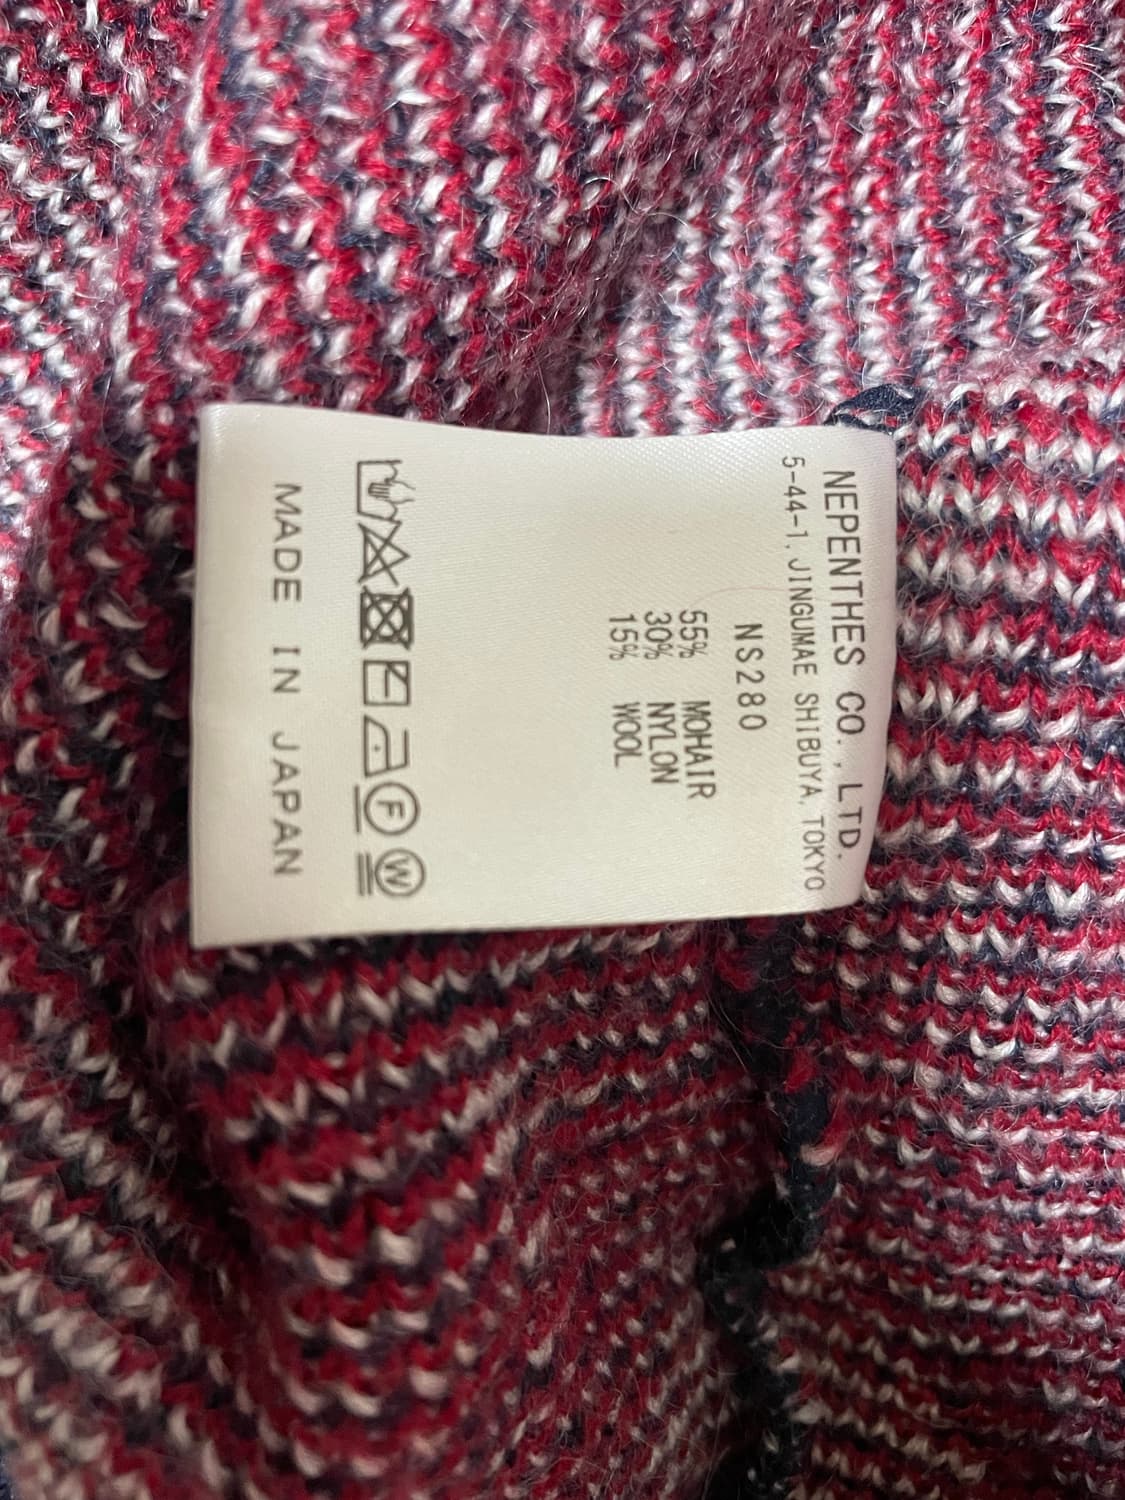 NEPENTHES CO., LTD.
5-44-1, JINGUMAE SHIBUYA, TOKYO
NS280
55% MOHAIR
30% NYLON
15% WOOL
F W
MADE IN JAPAN